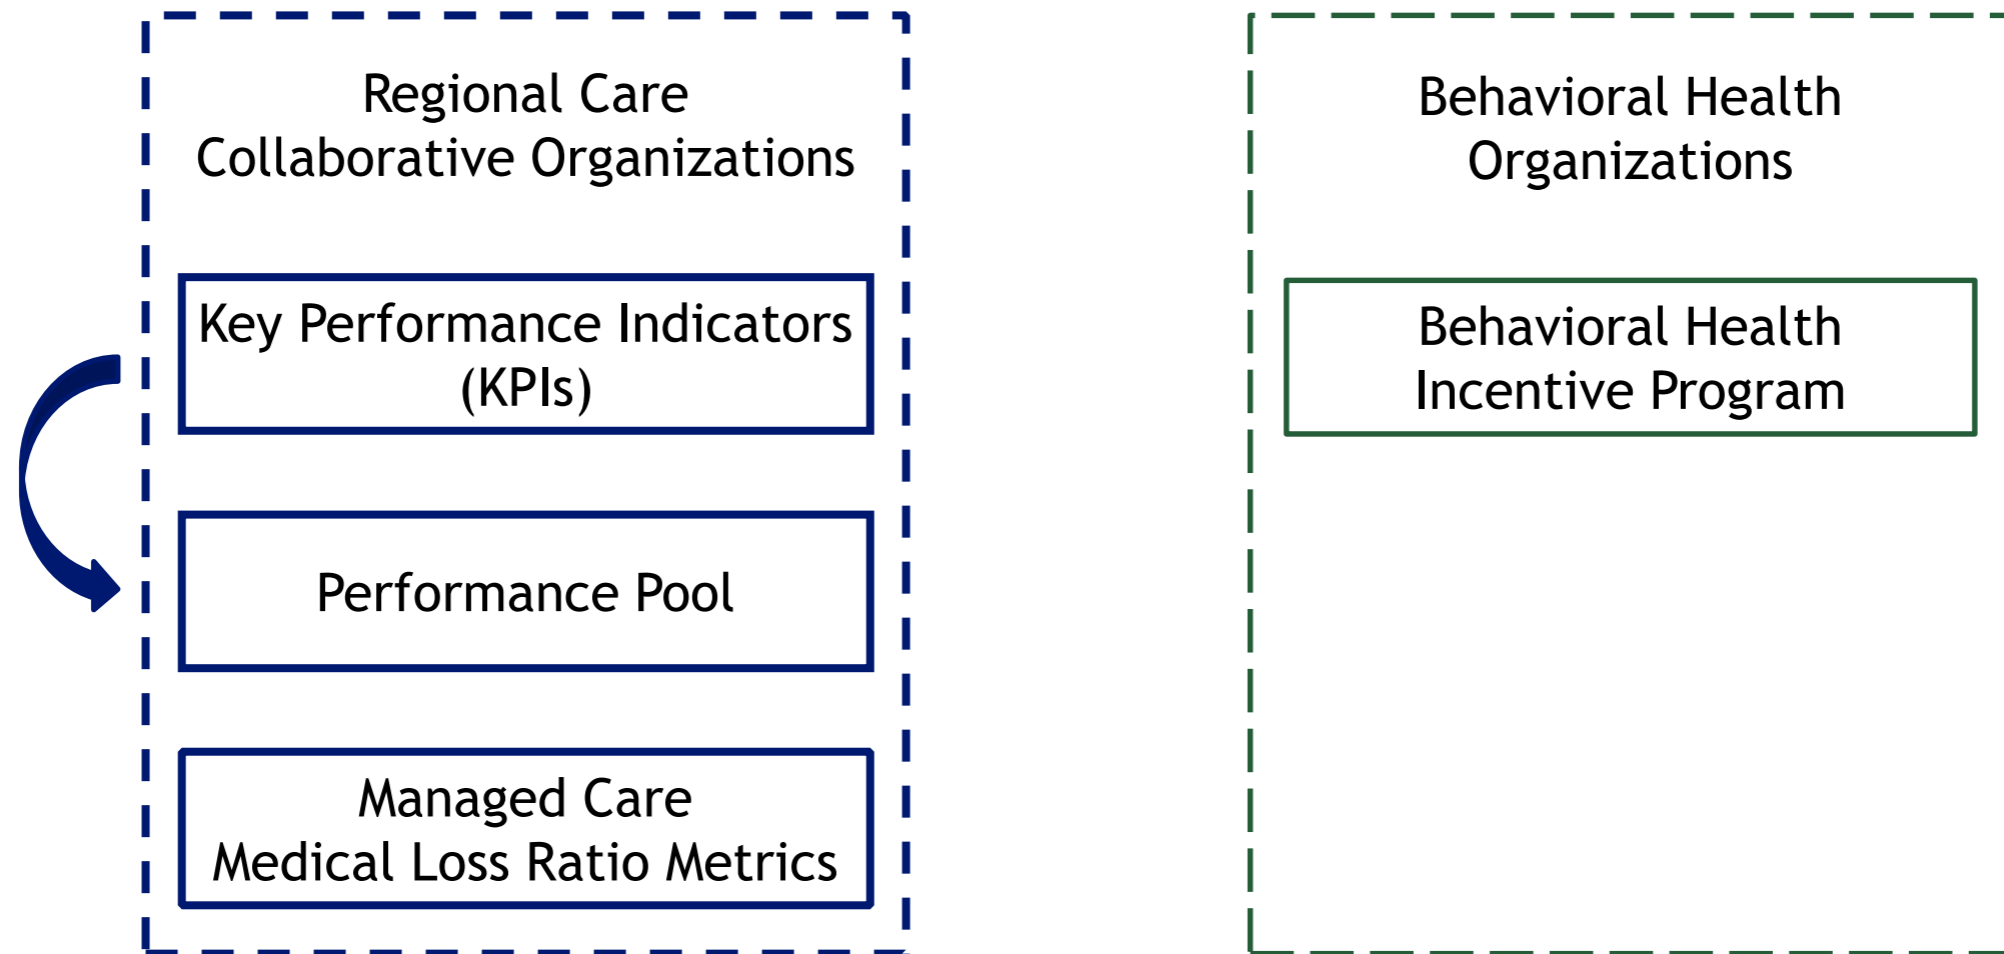 Regional Care
Collaborative Organizations
Key Performance Indicators
(KPIs)
Performance Pool
Managed Care
Medical Loss Ratio Metrics
Behavioral Health
Organizations
Behavioral Health
Incentive Program